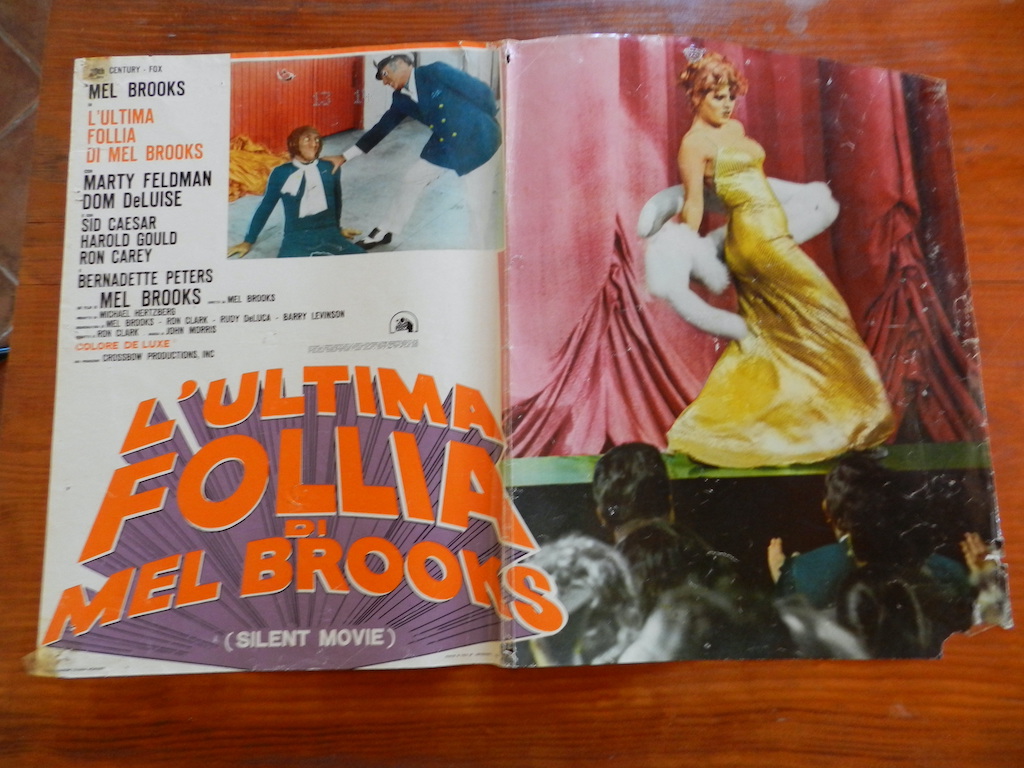 CENTURY - FOX
MEL BROOKS
L'ULTIMA
FOLLIA
DI MEL BROOKS
MARTY FELDMAN
DOM DeLUISE
SID CAESAR
HAROLD GOULD
RON CAREY
BERNADETTE PETERS
MEL BROOKS MEL BROOKS
MICHAEL HERTZBERG
MEL BROOKS - RON CLARK - RUDY DeLUCA - BARRY LEVINSON
RON CLARK JOHN MORRIS
COLORE DE LUXE
CROSSBOW PRODUCTIONS, INC
13 1
L'ULTIMA
FOLLIA
DI
MEL BROOKS
(SILENT MOVIE)